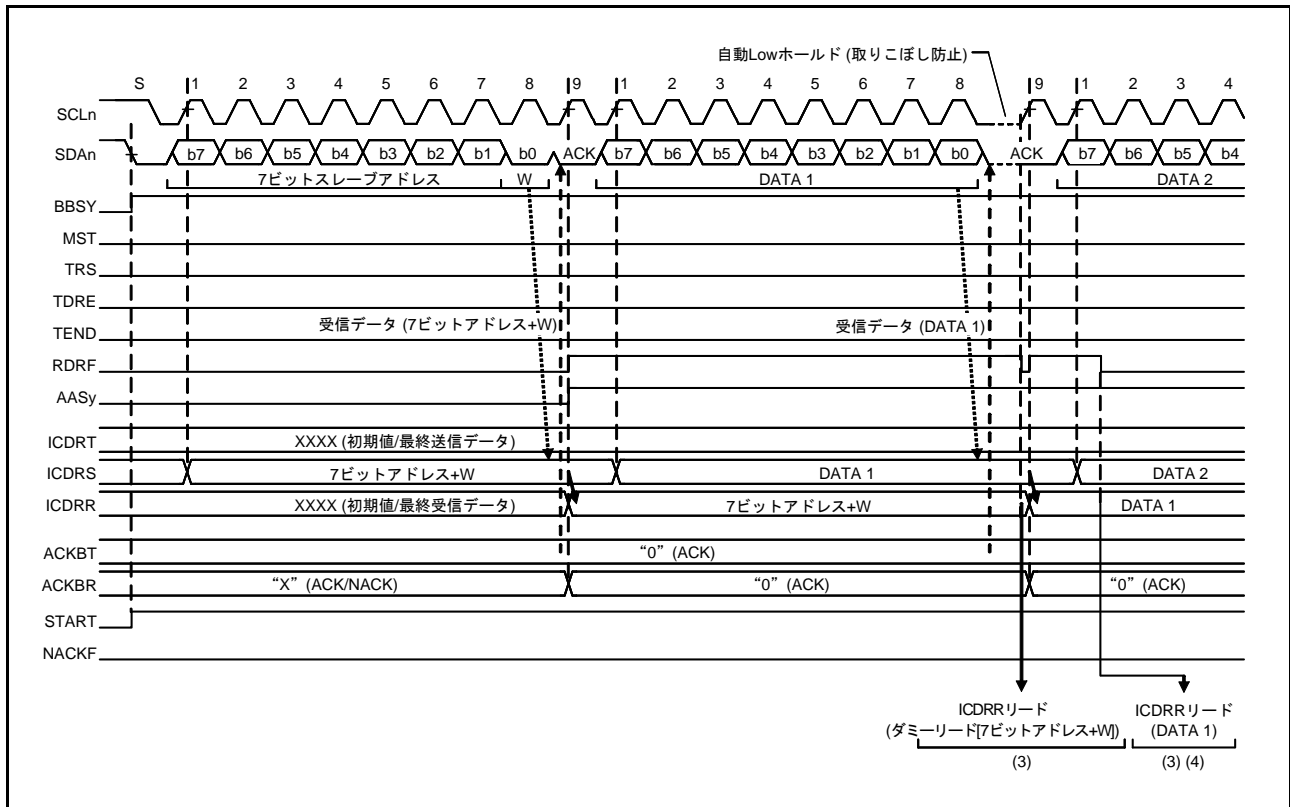 自動Lowホールド (取りこぼし防止)
S 1 2 3 4 5 6 7 8 9 1 2 3 4 5 6 7 8 9 1 2 3 4
SCLn
SDAn b7 b6 b5 b4 b3 b2 b1 b0 ACK b7 b6 b5 b4 b3 b2 b1 b0 ACK b7 b6 b5 b4
7ビットスレーブアドレス W DATA 1 DATA 2
BBSY
MST
TRS
TDRE
TEND 受信データ (7ビットアドレス+W) 受信データ (DATA 1)
RDRF
AASy
ICDRT XXXX (初期値/最終送信データ)
ICDRS 7ビットアドレス+W DATA 1 DATA 2
ICDRR XXXX (初期値/最終受信データ) 7ビットアドレス+W DATA 1
ACKBT “0” (ACK)
ACKBR “X” (ACK/NACK) “0” (ACK) “0” (ACK)
START
NACKF
ICDRRリード ICDRRリード
(ダミーリード[7ビットアドレス+W]) (DATA 1)
(3) (3) (4)